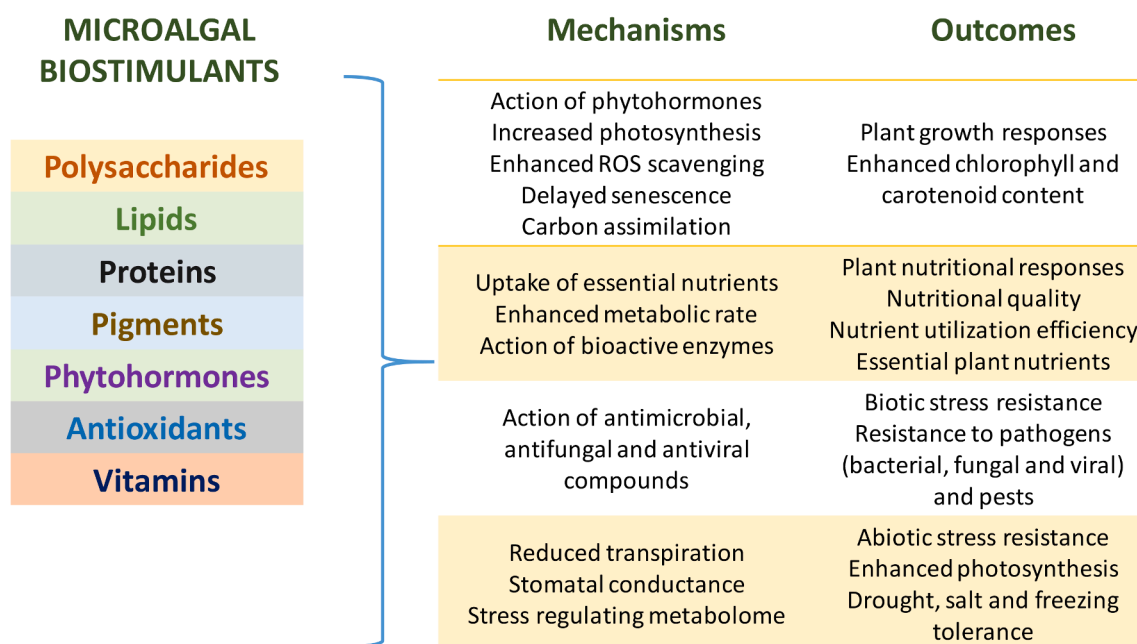 MICROALGAL
BIOSTIMULANTS
Polysaccharides
Lipids
Proteins
Pigments
Phytohormones
Antioxidants
Vitamins
Mechanisms
Outcomes
Action of phytohormones
Increased photosynthesis
Enhanced ROS scavenging
Delayed senescence
Carbon assimilation
Plant growth responses
Enhanced chlorophyll and
carotenoid content
Uptake of essential nutrients
Enhanced metabolic rate
Action of bioactive enzymes
Plant nutritional responses
Nutritional quality
Nutrient utilization efficiency
Essential plant nutrients
Action of antimicrobial,
antifungal and antiviral
compounds
Biotic stress resistance
Resistance to pathogens
(bacterial, fungal and viral)
and pests
Reduced transpiration
Stomatal conductance
Stress regulating metabolome
Abiotic stress resistance
Enhanced photosynthesis
Drought, salt and freezing
tolerance